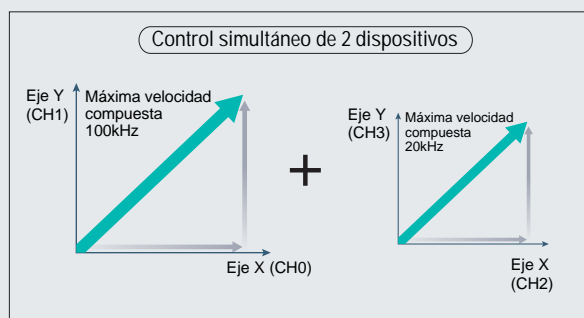 Control simultáneo de 2 dispositivos
Eje Y
(CH1)
Máxima velocidad
compuesta
100kHz
Eje X (CH0)
+
Eje Y
(CH3)
Máxima velocidad
compuesta
20kHz
Eje X
(CH2)